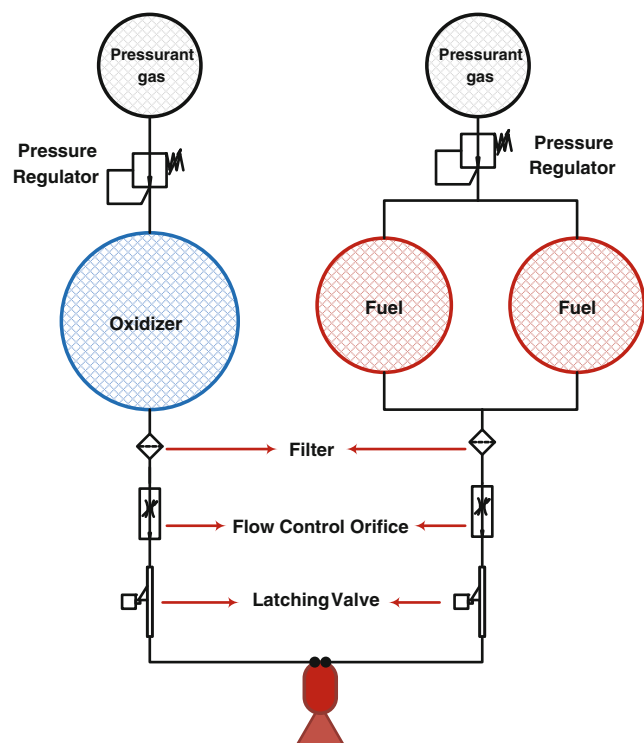 Pressurant
gas
Pressurant
gas
Pressure
Regulator
Pressure
Regulator
Oxidizer
Fuel
Fuel
Filter
Flow Control Orifice
Latching Valve